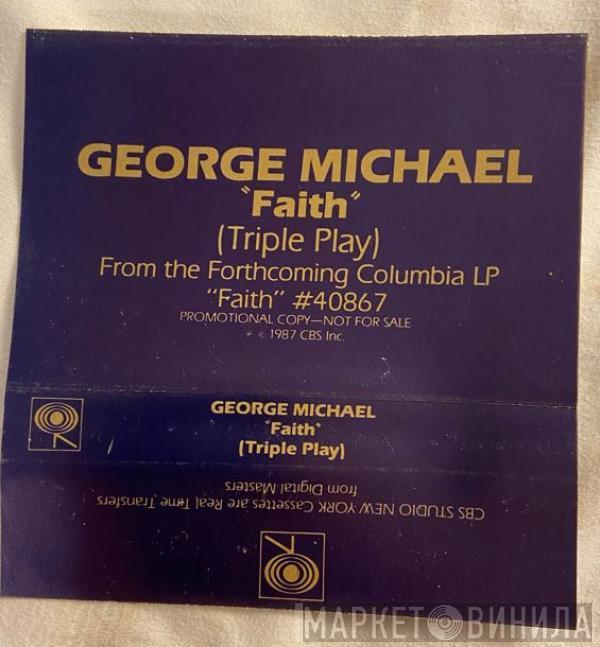 GEORGE MICHAEL
"Faith"
(Triple Play)
From the Forthcoming Columbia LP
"Faith" #40867
PROMOTIONAL COPY—NOT FOR SALE
℗ © 1987 CBS Inc.
GEORGE MICHAEL
"Faith"
(Triple Play)
CBS STUDIO NEW YORK Cassettes are Real Time Transfers
from Digital Masters
МАРКЕТ ВИНИЛА